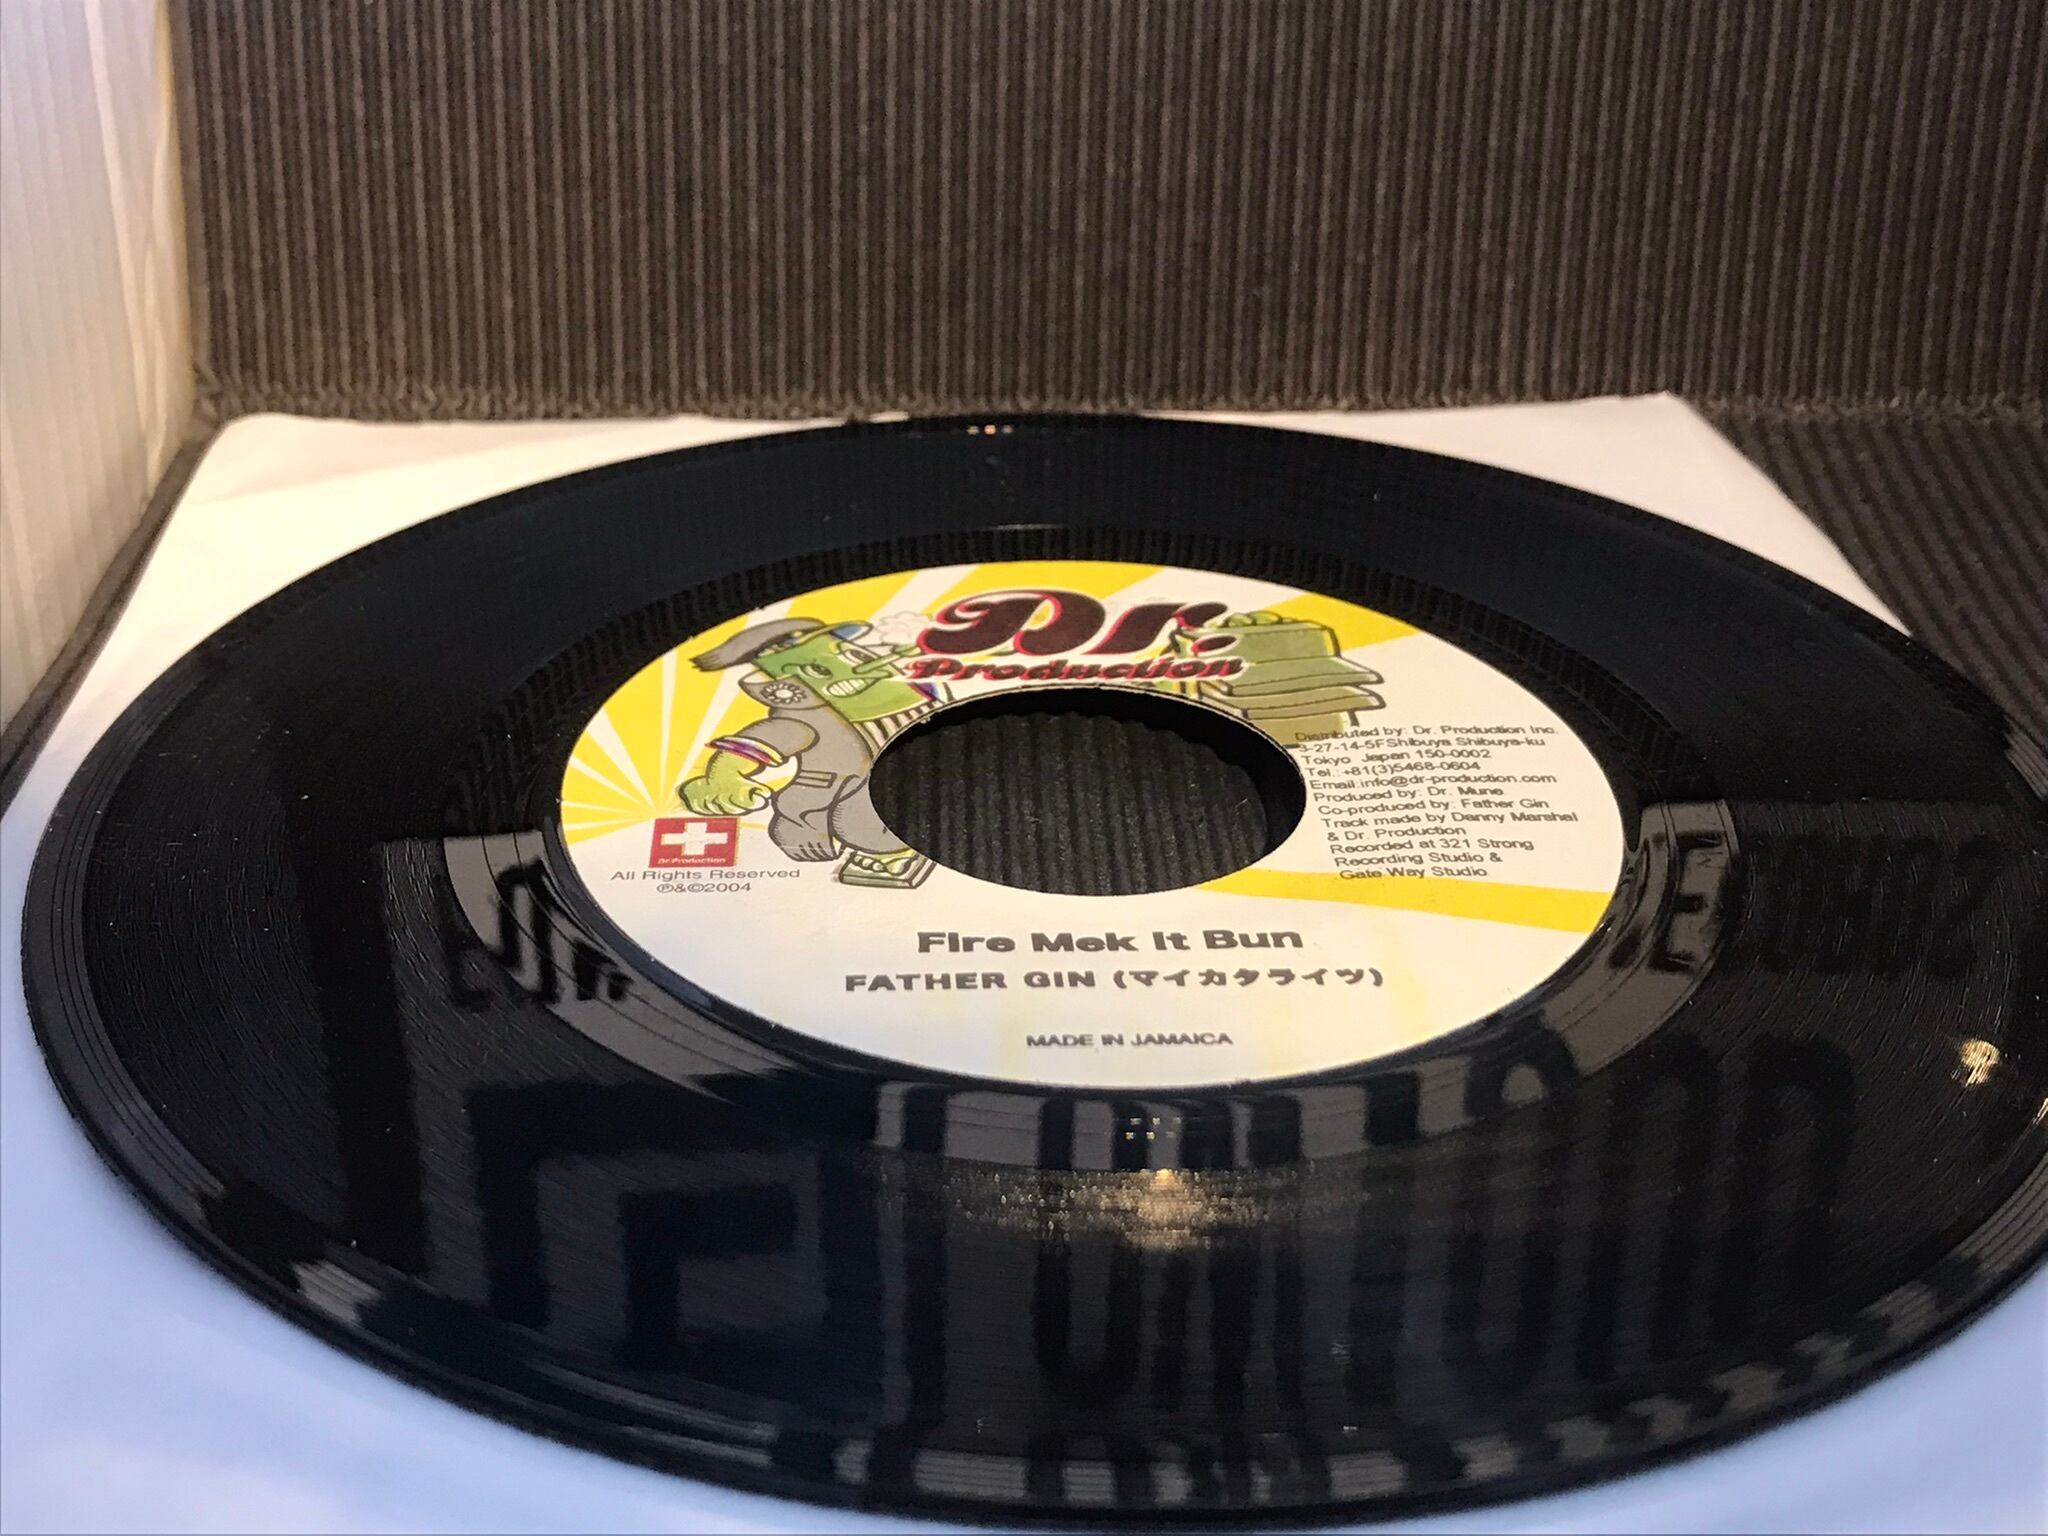 Dr.
Production
Distributed by: Dr. Production Inc.
3-27-14-5FShibuya Shibuya-ku
Tokyo Japan 150-0002
Tel.:+81(3)5468-0604
Email.info@dr-production.com
Produced by: Dr. Mune
Co-produced by: Father Gin
Track made by Danny Marshal
& Dr. Production
Recorded at 321 Strong
Recording Studio &
Gate Way Studio
Dr.Production
All Rights Reserved
℗&©2004
Fire Mek It Bun
FATHER GIN (マイカタライツ)
MADE IN JAMAICA